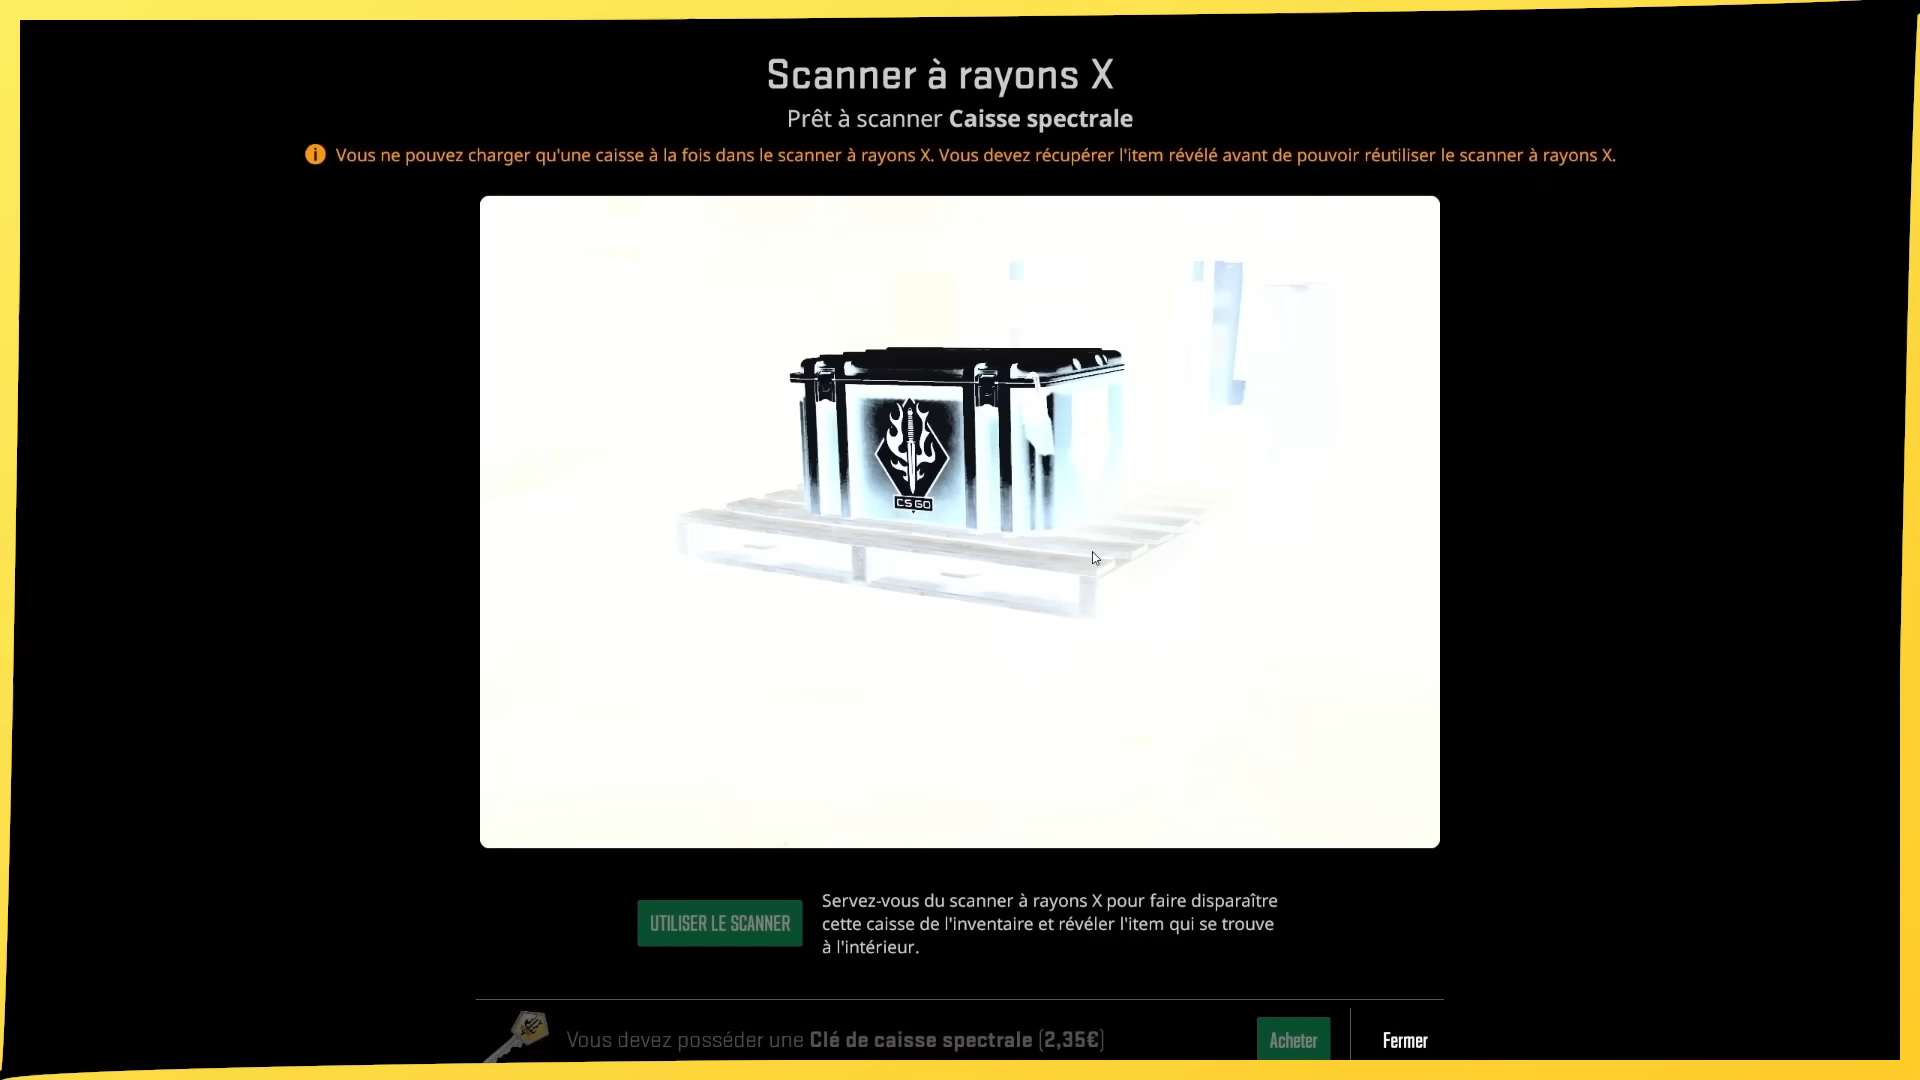 Scanner à rayons X
Prêt à scanner Caisse spectrale
Vous ne pouvez charger qu'une caisse à la fois dans le scanner à rayons X. Vous devez récupérer l'item révélé avant de pouvoir réutiliser le scanner à rayons X.
CS GO
UTILISER LE SCANNER
Servez-vous du scanner à rayons X pour faire disparaître
cette caisse de l'inventaire et révéler l'item qui se trouve
à l'intérieur.
Vous devez posséder une Clé de caisse spectrale (2,35€)
Acheter
Fermer